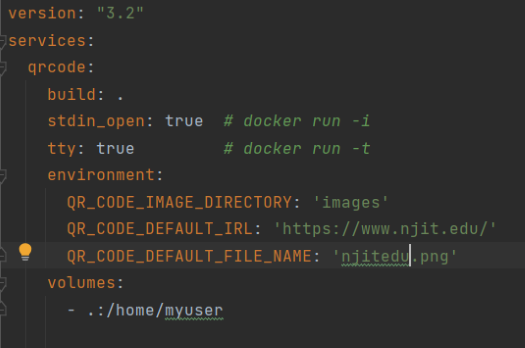 version: "3.2"
services:
  qrcode:
    build: .
    stdin_open: true  # docker run -i
    tty: true         # docker run -t
    environment:
      QR_CODE_IMAGE_DIRECTORY: 'images'
      QR_CODE_DEFAULT_IRL: 'https://www.njit.edu/'
      QR_CODE_DEFAULT_FILE_NAME: 'njitedu.png'
    volumes:
      - .:/home/myuser